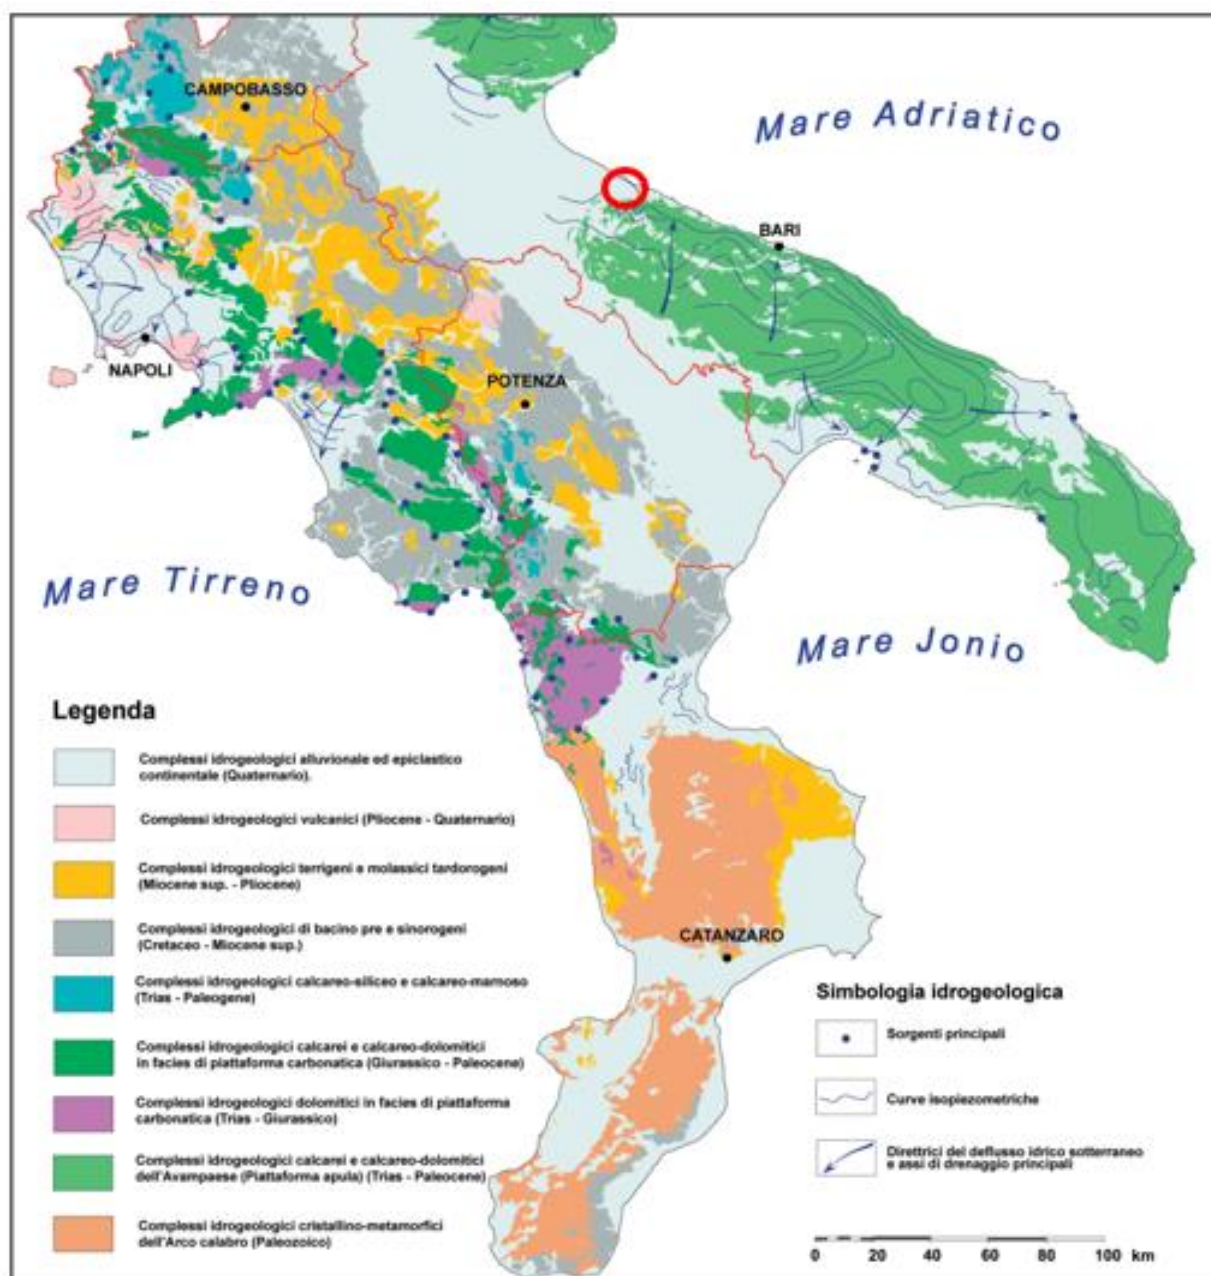 CAMPOBASSO
Mare Adriatico
BARI
NAPOLI
POTENZA
Mare Tirreno
Mare Jonio
Legenda
Complessi idrogeologici alluvionale ed epiclastico
continentale (Quaternario).
Complessi idrogeologici vulcanici (Pliocene - Quaternario)
Complessi idrogeologici terrigeni e molassici tardorogeni
(Miocene sup. - Pliocene)
Complessi idrogeologici di bacino pre e sinorogeni
(Cretaceo - Miocene sup.)
Complessi idrogeologici calcareo-siliceo e calcareo-marnoso
(Trias - Paleogene)
Complessi idrogeologici calcarei e calcareo-dolomitici
in facies di piattaforma carbonatica (Giurassico - Paleocene)
Complessi idrogeologici dolomitici in facies di piattaforma
carbonatica (Trias - Giurassico)
Complessi idrogeologici calcarei e calcareo-dolomitici
dell'Avampaese (Piattaforma apula) (Trias - Paleocene)
Complessi idrogeologici cristallino-metamorfici
dell'Arco calabro (Paleozoico)
CATANZARO
Simbologia idrogeologica
Sorgenti principali
Curve isopiezometriche
Direttrici del deflusso idrico sotterraneo
e assi di drenaggio principali
0 20 40 60 80 100 km